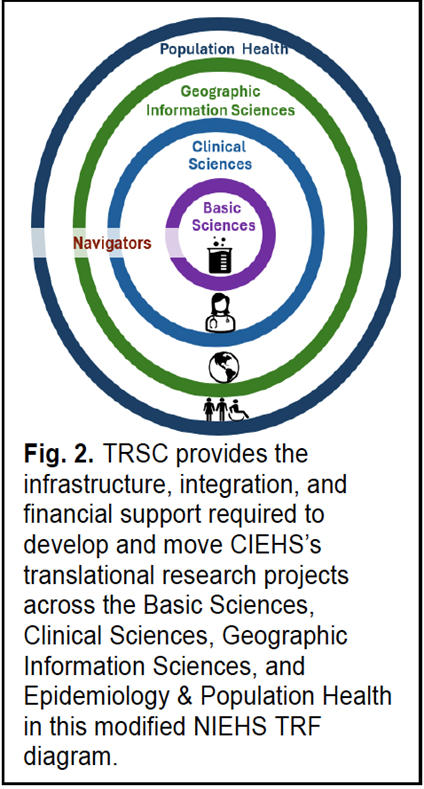 Population Health
Geographic
Information Sciences
Clinical
Sciences
Basic
Sciences
Navigators
Fig. 2. TRSC provides the
infrastructure, integration, and
financial support required to
develop and move CIEHS's
translational research projects
across the Basic Sciences,
Clinical Sciences, Geographic
Information Sciences, and
Epidemiology & Population Health
in this modified NIEHS TRF
diagram.